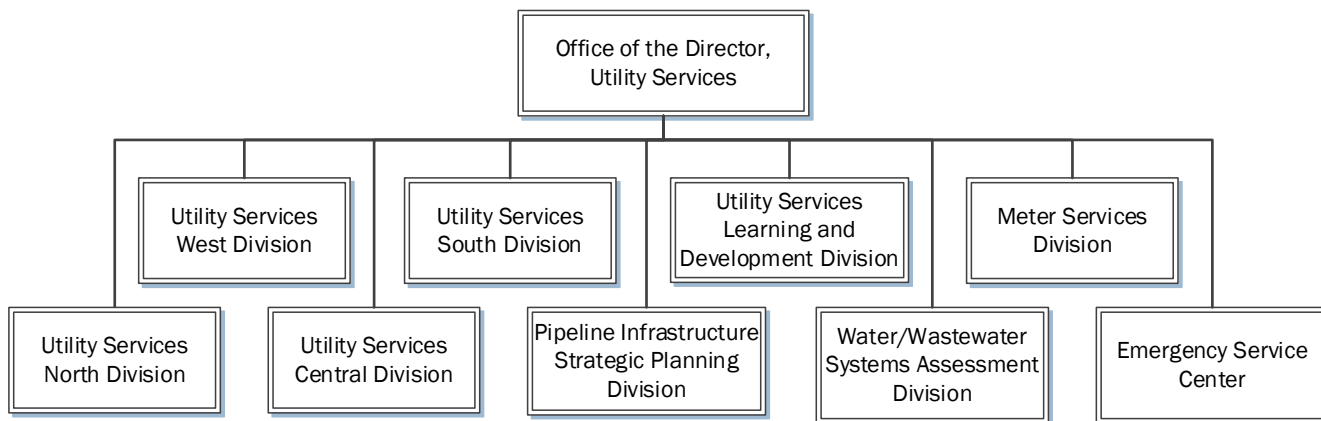 Office of the Director,
Utility Services
Utility Services
West Division
Utility Services
South Division
Utility Services
Learning and
Development Division
Meter Services
Division
Utility Services
North Division
Utility Services
Central Division
Pipeline Infrastructure
Strategic Planning
Division
Water/Wastewater
Systems Assessment
Division
Emergency Service
Center